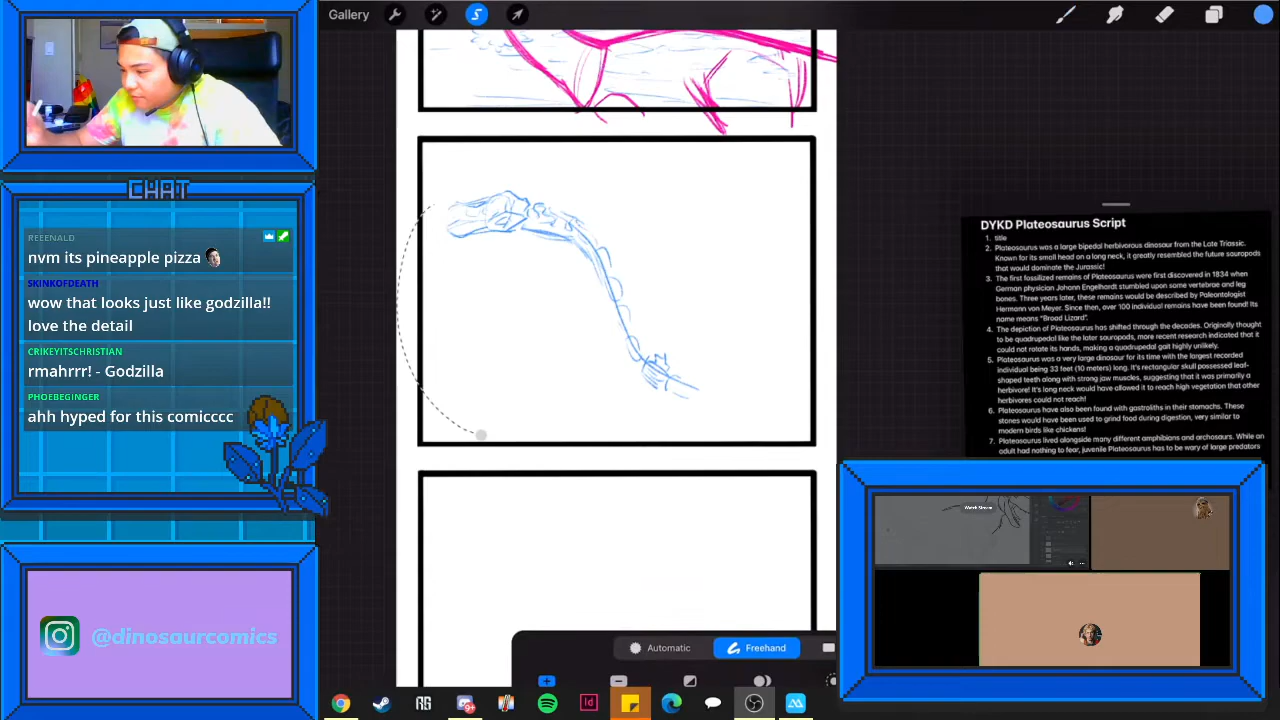 Gallery
CHAT
REEENALD
nvm its pineapple pizza
SKINKOFDEATH
wow that looks just like godzilla!!
love the detail
CRIKEYITSCHRISTIAN
rmahrrr! - Godzilla
PHOEBEGINGER
ahh hyped for this comicccc
@dinosaurcomics
DYKD Plateosaurus Script
1. title
2. Plateosaurus was a large bipedal herbivorous dinosaur from the Late Triassic.
Known for its small head on a long neck, it greatly resembled the future sauropods
that would dominate the Jurassic!
3. The first fossilized remains of Plateosaurus were first discovered in 1834 when
German physician Johann Engelhardt stumbled upon some vertebrae and leg
bones. Three years later, these remains would be described by Paleontologist
Hermann von Meyer. Since then, over 100 individual remains have been found! Its
name means "Broad Lizard".
4. The depiction of Plateosaurus has shifted through the decades. Originally thought
to be quadrupedal like the later sauropods, more recent research indicated that it
could not rotate its hands, making a quadrupedal gait highly unlikely.
5. Plateosaurus was a very large dinosaur for its time with the largest recorded
individual being 33 feet (10 meters) long. It's rectangular skull possessed leaf-
shaped teeth along with strong jaw muscles, suggesting that it was primarily a
herbivore! It's long neck would have allowed it to reach high vegetation that other
herbivores could not reach!
6. Plateosaurus have also been found with gastroliths in their stomachs. These
stones would have been used to grind food during digestion, very similar to
modern birds like chickens!
7. Plateosaurus lived alongside many different amphibians and archosaurs. While an
adult had nothing to fear, juvenile Plateosaurus has to be wary of large predators
Watch Stream
Automatic
Freehand